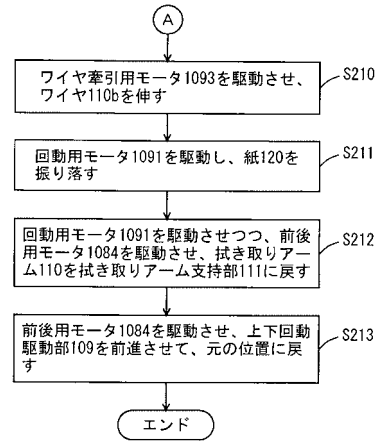 A
ワイヤ牽引用モータ1093を駆動させ、
ワイヤ110bを伸す
S210
回動用モータ1091を駆動し、紙120を
振り落す
S211
回動用モータ1091を駆動させつつ、前後
用モータ1084を駆動させ、拭き取りア
ーム110を拭き取りアーム支持部111に戻す
S212
前後用モータ1084を駆動させ、上下回動
駆動部109を前進させて、元の位置に戻
す
S213
エンド